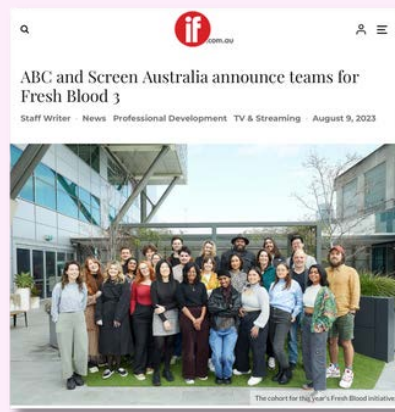 if
.com.au
ABC and Screen Australia announce teams for
Fresh Blood 3
Staff Writer · News Professional Development TV & Streaming · August 9, 2023
The cohort for this year's Fresh Blood initiative